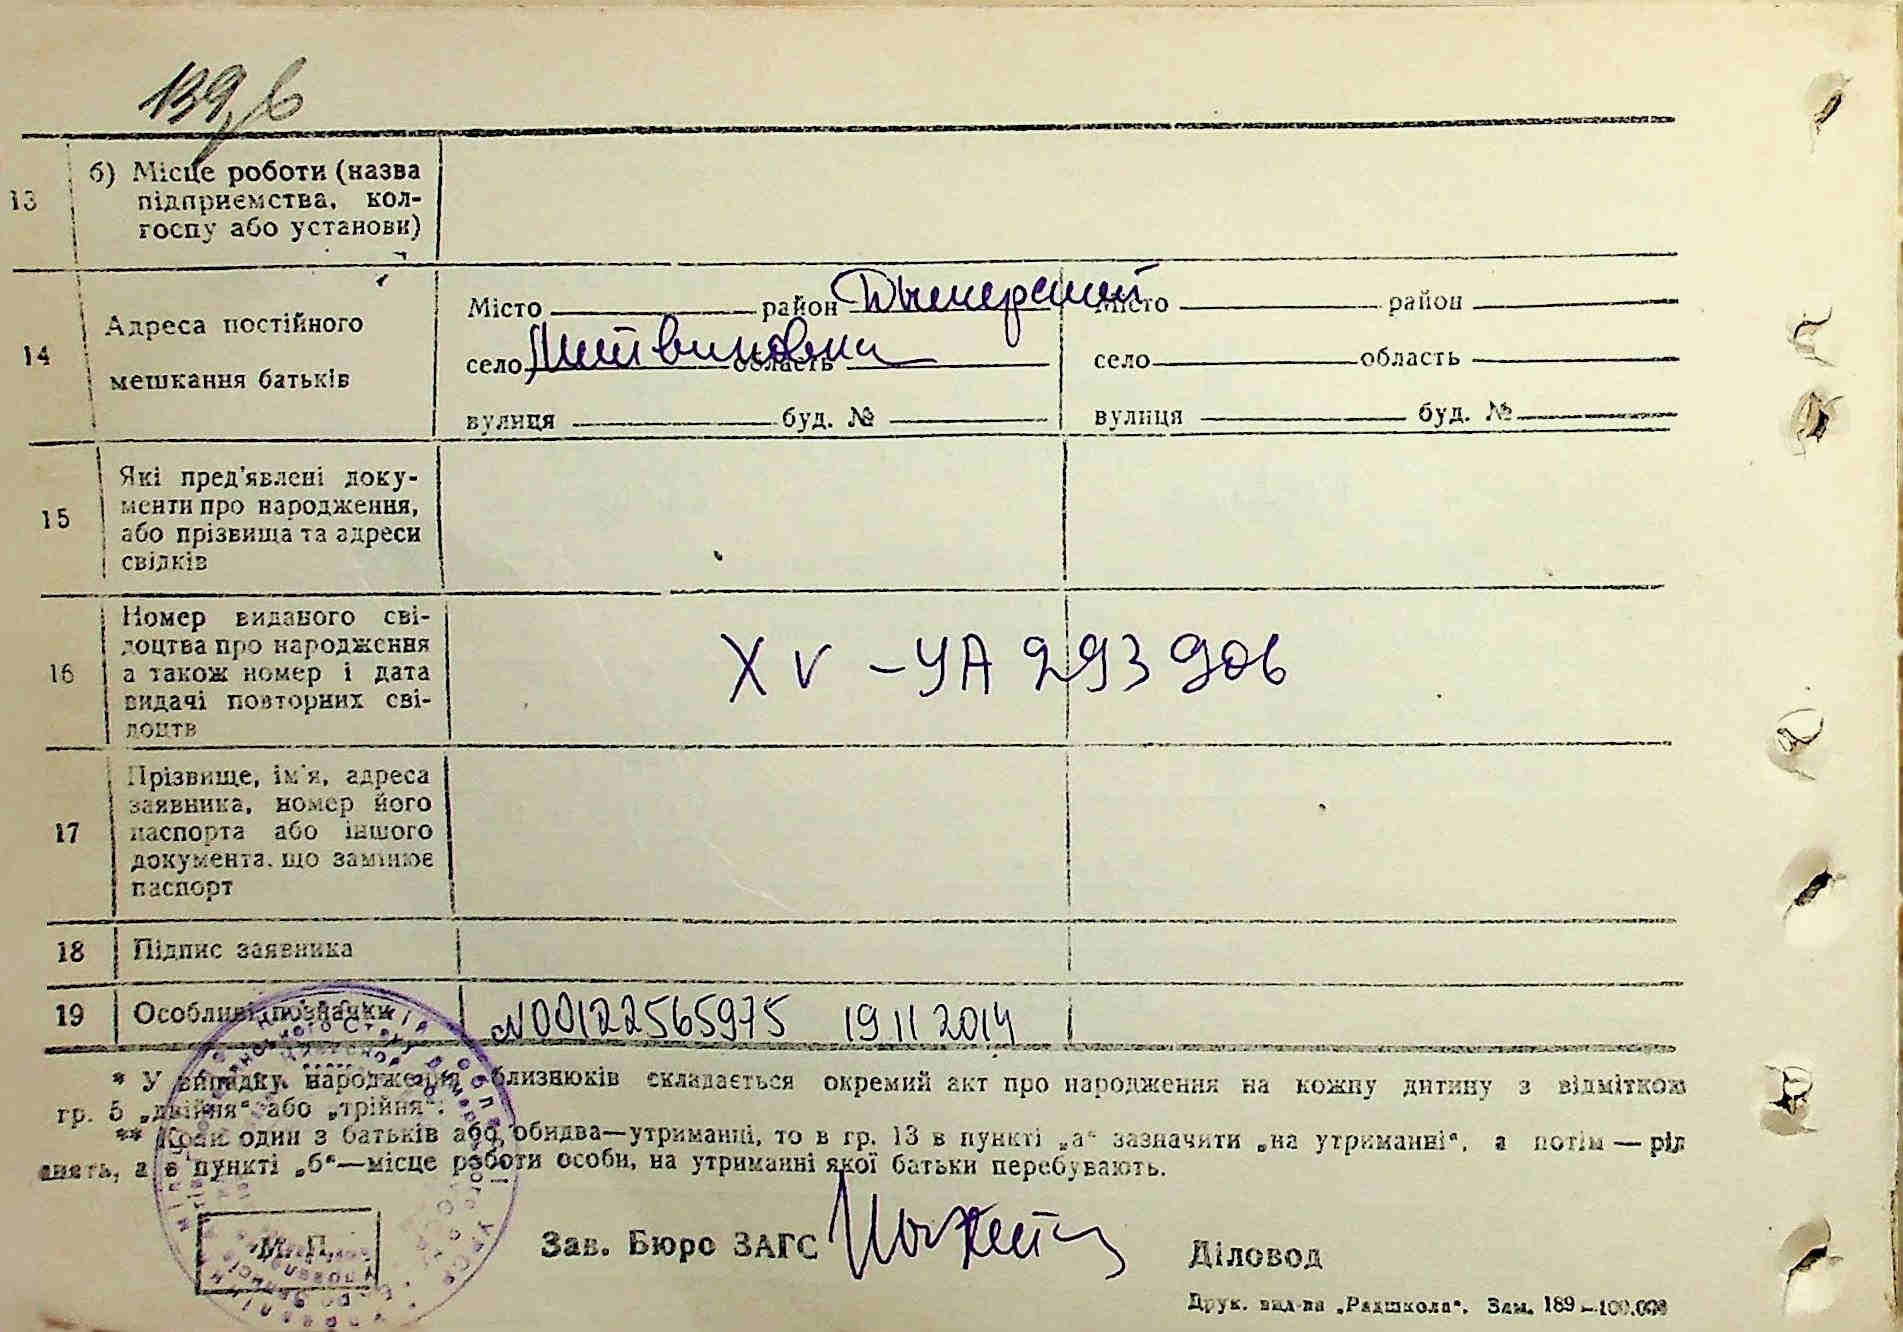 139, б
13 б) Місце роботи (назва
підприємства, кол-
госпу або установи)
14 Адреса постійного
мешкання батьків
Місто район Дымерский Місто район
село Литвиновка область село область
вулиця буд. № вулиця буд. №
15 Які пред'явлені доку-
менти про народження,
або прізвища та адреси
свідків
16 Номер виданого сві-
доцтва про народження
а також номер і дата
видачі повторних сві-
доцтв
XV - УА 293906
17 Прізвище, ім'я, адреса
заявника, номер його
паспорта або іншого
документа, що замінює
паспорт
18 Підпис заявника
19 Особливі позначки №00122565975 19.11 2014
* У випадку народження близнюків складається окремий акт про народження на кожну дитину з відміткою
гр. 5 „двійня“ або „трійня“.
** Коли один з батьків або обидва—утриманці, то в гр. 13 в пункті „а“ зазначити „на утриманні“, а потім — рід
занять, а в пункті „б“—місце роботи особи, на утриманні якої батьки перебувають.
М. П.
Зав. Бюро ЗАГС
Діловод
Друк. вид-ва „Радшкола“. Зам. 189—100.000